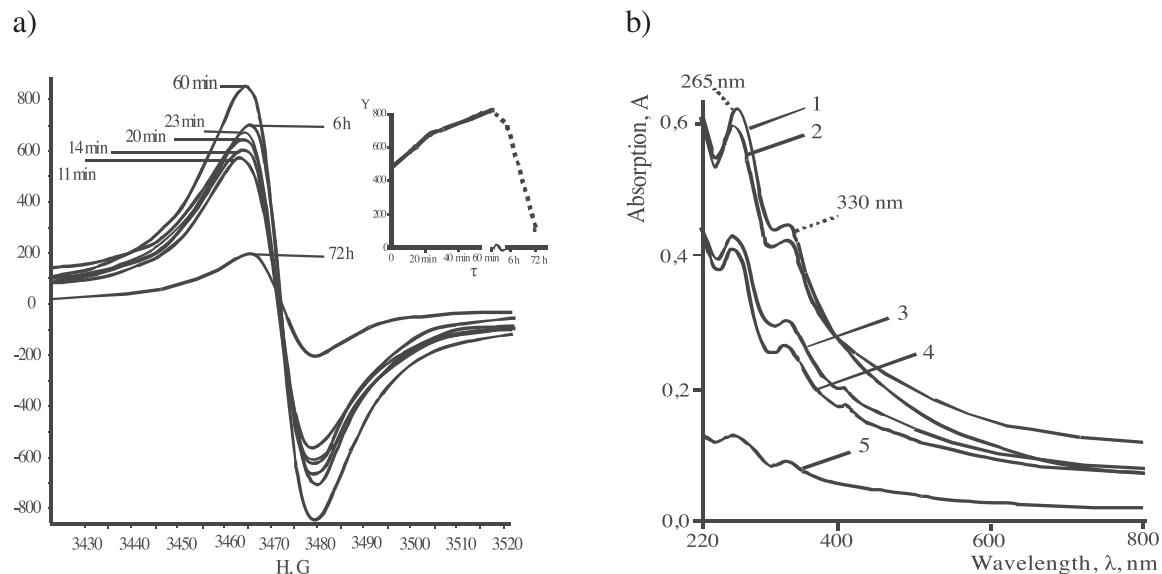 a)
60 min
23 min
20 min
14 min
11 min
6 h
72 h
800
600
400
200
0
-200
-400
-600
-800
3430 3440 3450 3460 3470 3480 3490 3500 3510 3520
H, G
Y
800
600
400
200
0
0 20 min 40 min 60 min 6 h 72 h
τ
b)
265 nm
1
2
330 nm
3
4
5
Absorption, A
0,6
0,4
0,2
0,0
220 400 600 800
Wavelength, λ, nm